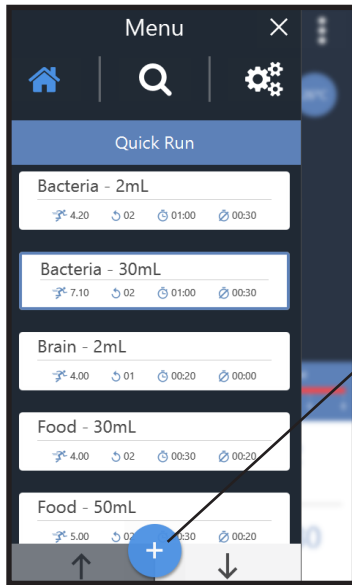 Menu
Quick Run
Bacteria - 2mL
4.20 02 01:00 00:30
Bacteria - 30mL
7.10 02 01:00 00:30
Brain - 2mL
4.00 01 00:20 00:00
Food - 30mL
4.00 02 00:30 00:20
Food - 50mL
5.00 02 :30 00:20